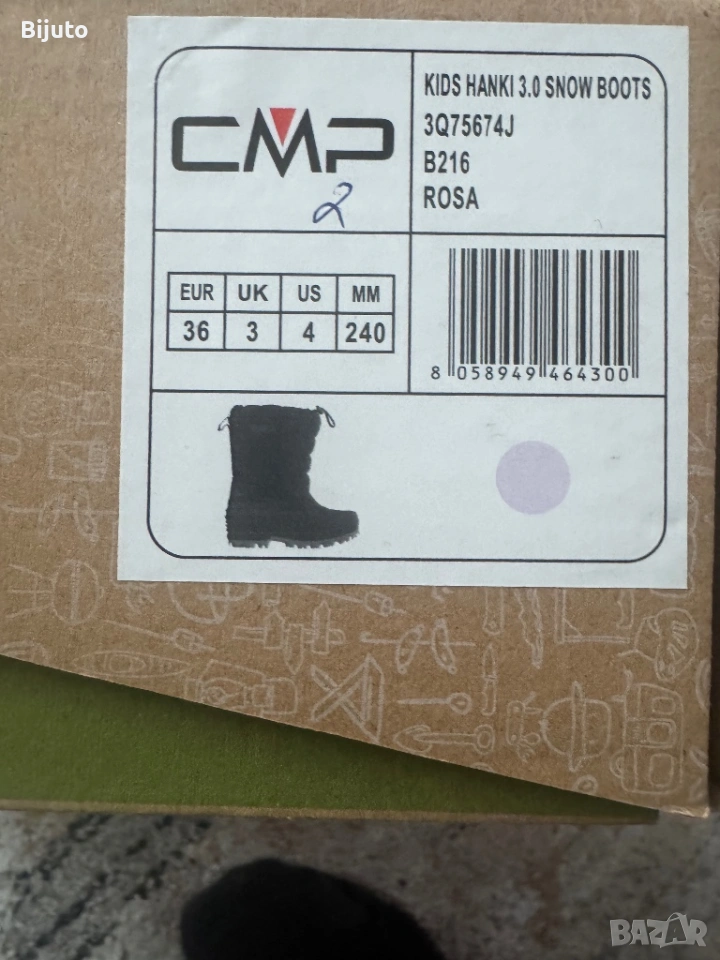 Bijuto
CMP
2
KIDS HANKI 3.0 SNOW BOOTS
3Q75674J
B216
ROSA
EUR UK US MM
36 3 4 240
8 058949 464300
BAZAR